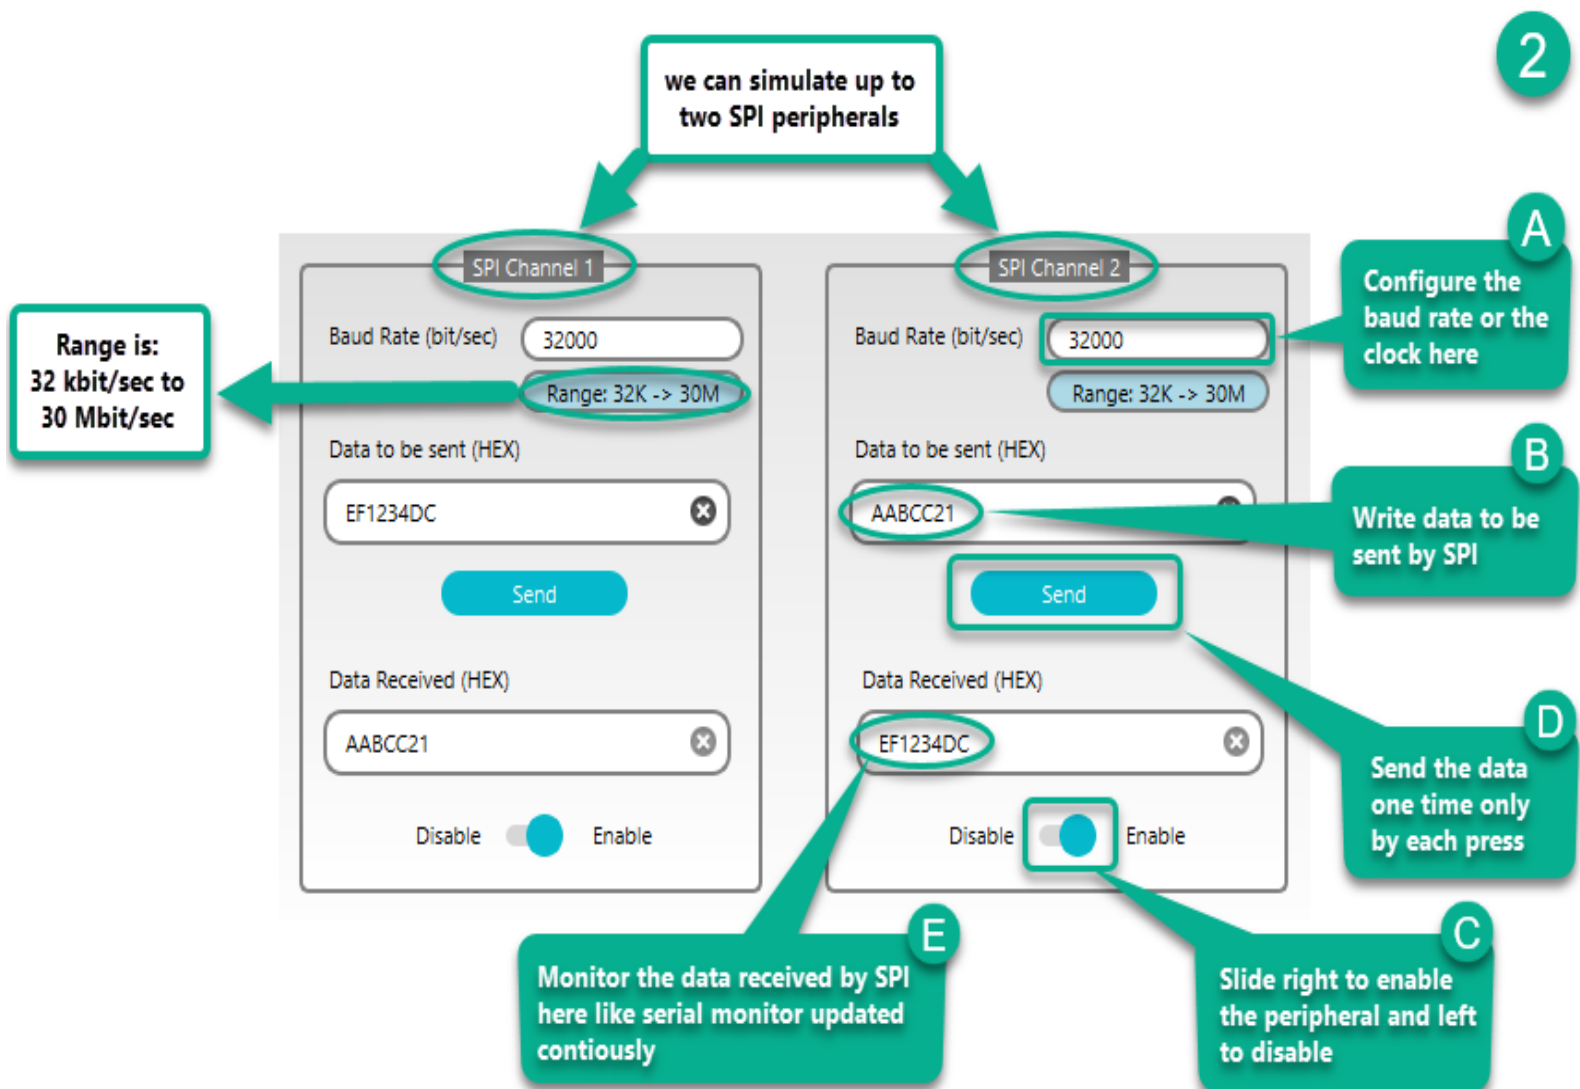 2
we can simulate up to
two SPI peripherals
SPI Channel 1
Baud Rate (bit/sec)
32000
Range: 32K -> 30M
Range is:
32 kbit/sec to
30 Mbit/sec
Data to be sent (HEX)
EF1234DC
Send
Data Received (HEX)
AABCC21
Disable
Enable
SPI Channel 2
Baud Rate (bit/sec)
32000
Range: 32K -> 30M
Data to be sent (HEX)
AABCC21
Send
Data Received (HEX)
EF1234DC
Disable
Enable
A
Configure the
baud rate or the
clock here
B
Write data to be
sent by SPI
D
Send the data
one time only
by each press
C
Slide right to enable
the peripheral and left
to disable
E
Monitor the data received by SPI
here like serial monitor updated
contiously